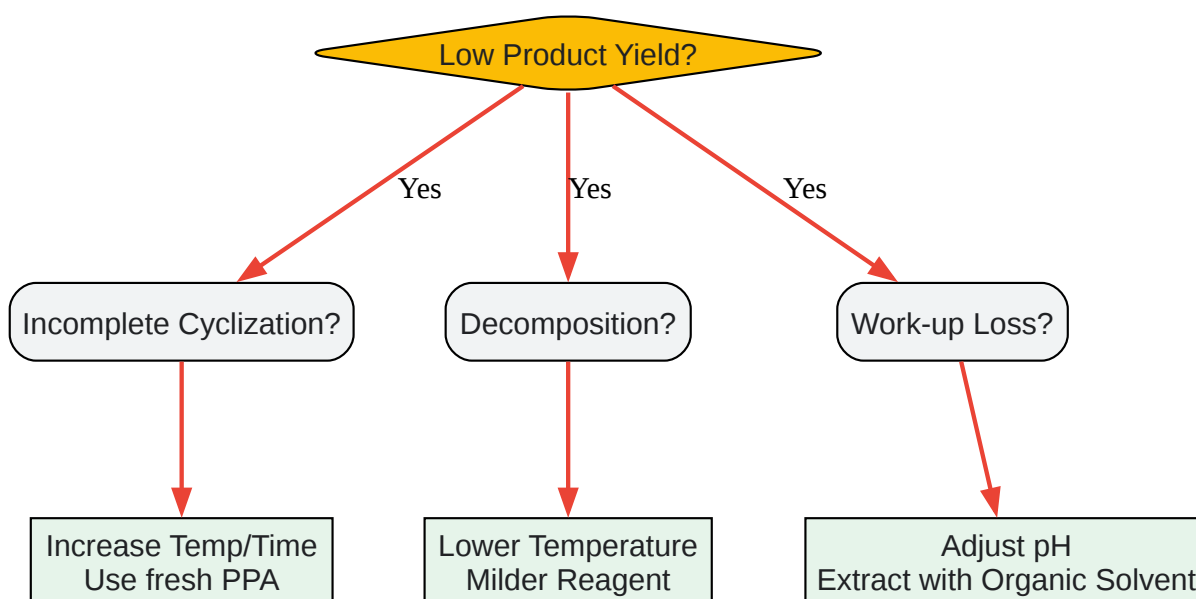 Low Product Yield?
Yes
Yes
Yes
Incomplete Cyclization?
Decomposition?
Work-up Loss?
Increase Temp/Time
Use fresh PPA
Lower Temperature
Milder Reagent
Adjust pH
Extract with Organic Solvent